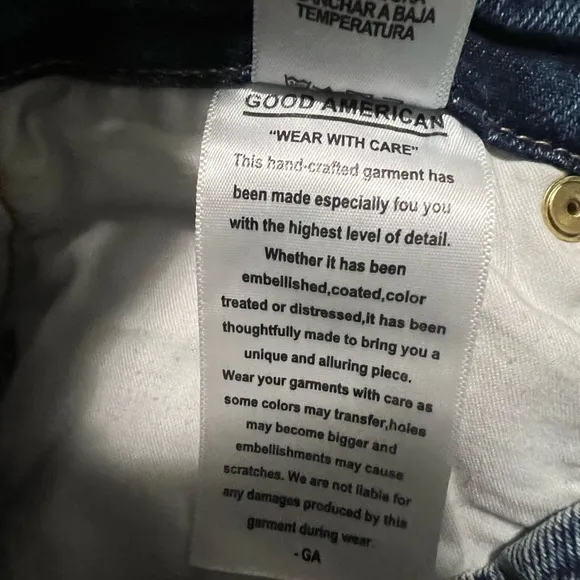 PLANCHAR A BAJA
TEMPERATURA
GOOD AMERICAN
"WEAR WITH CARE"
This hand-crafted garment has
been made especially fou you
with the highest level of detail.
Whether it has been
embellished,coated,color
treated or distressed,it has been
thoughtfully made to bring you a
unique and alluring piece.
Wear your garments with care as
some colors may transfer,holes
may become bigger and
embellishments may cause
scratches. We are not liable for
any damages produced by this
garment during wear.
- GA